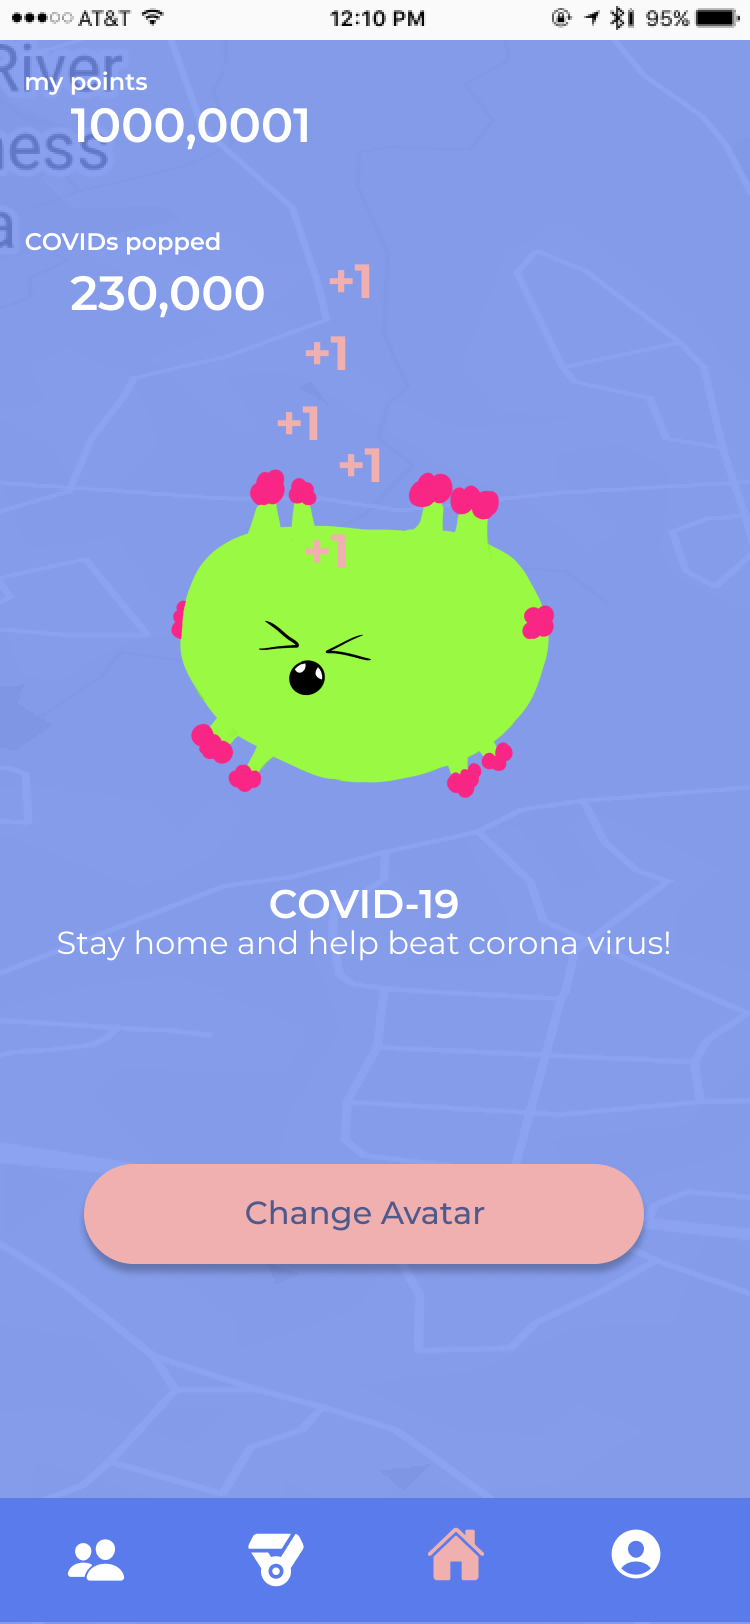 AT&T 12:10 PM 95%
River
my points
1000,0001
ness
a
COVIDs popped
230,000
+1
+1
+1
+1
+1
COVID-19
Stay home and help beat corona virus!
Change Avatar